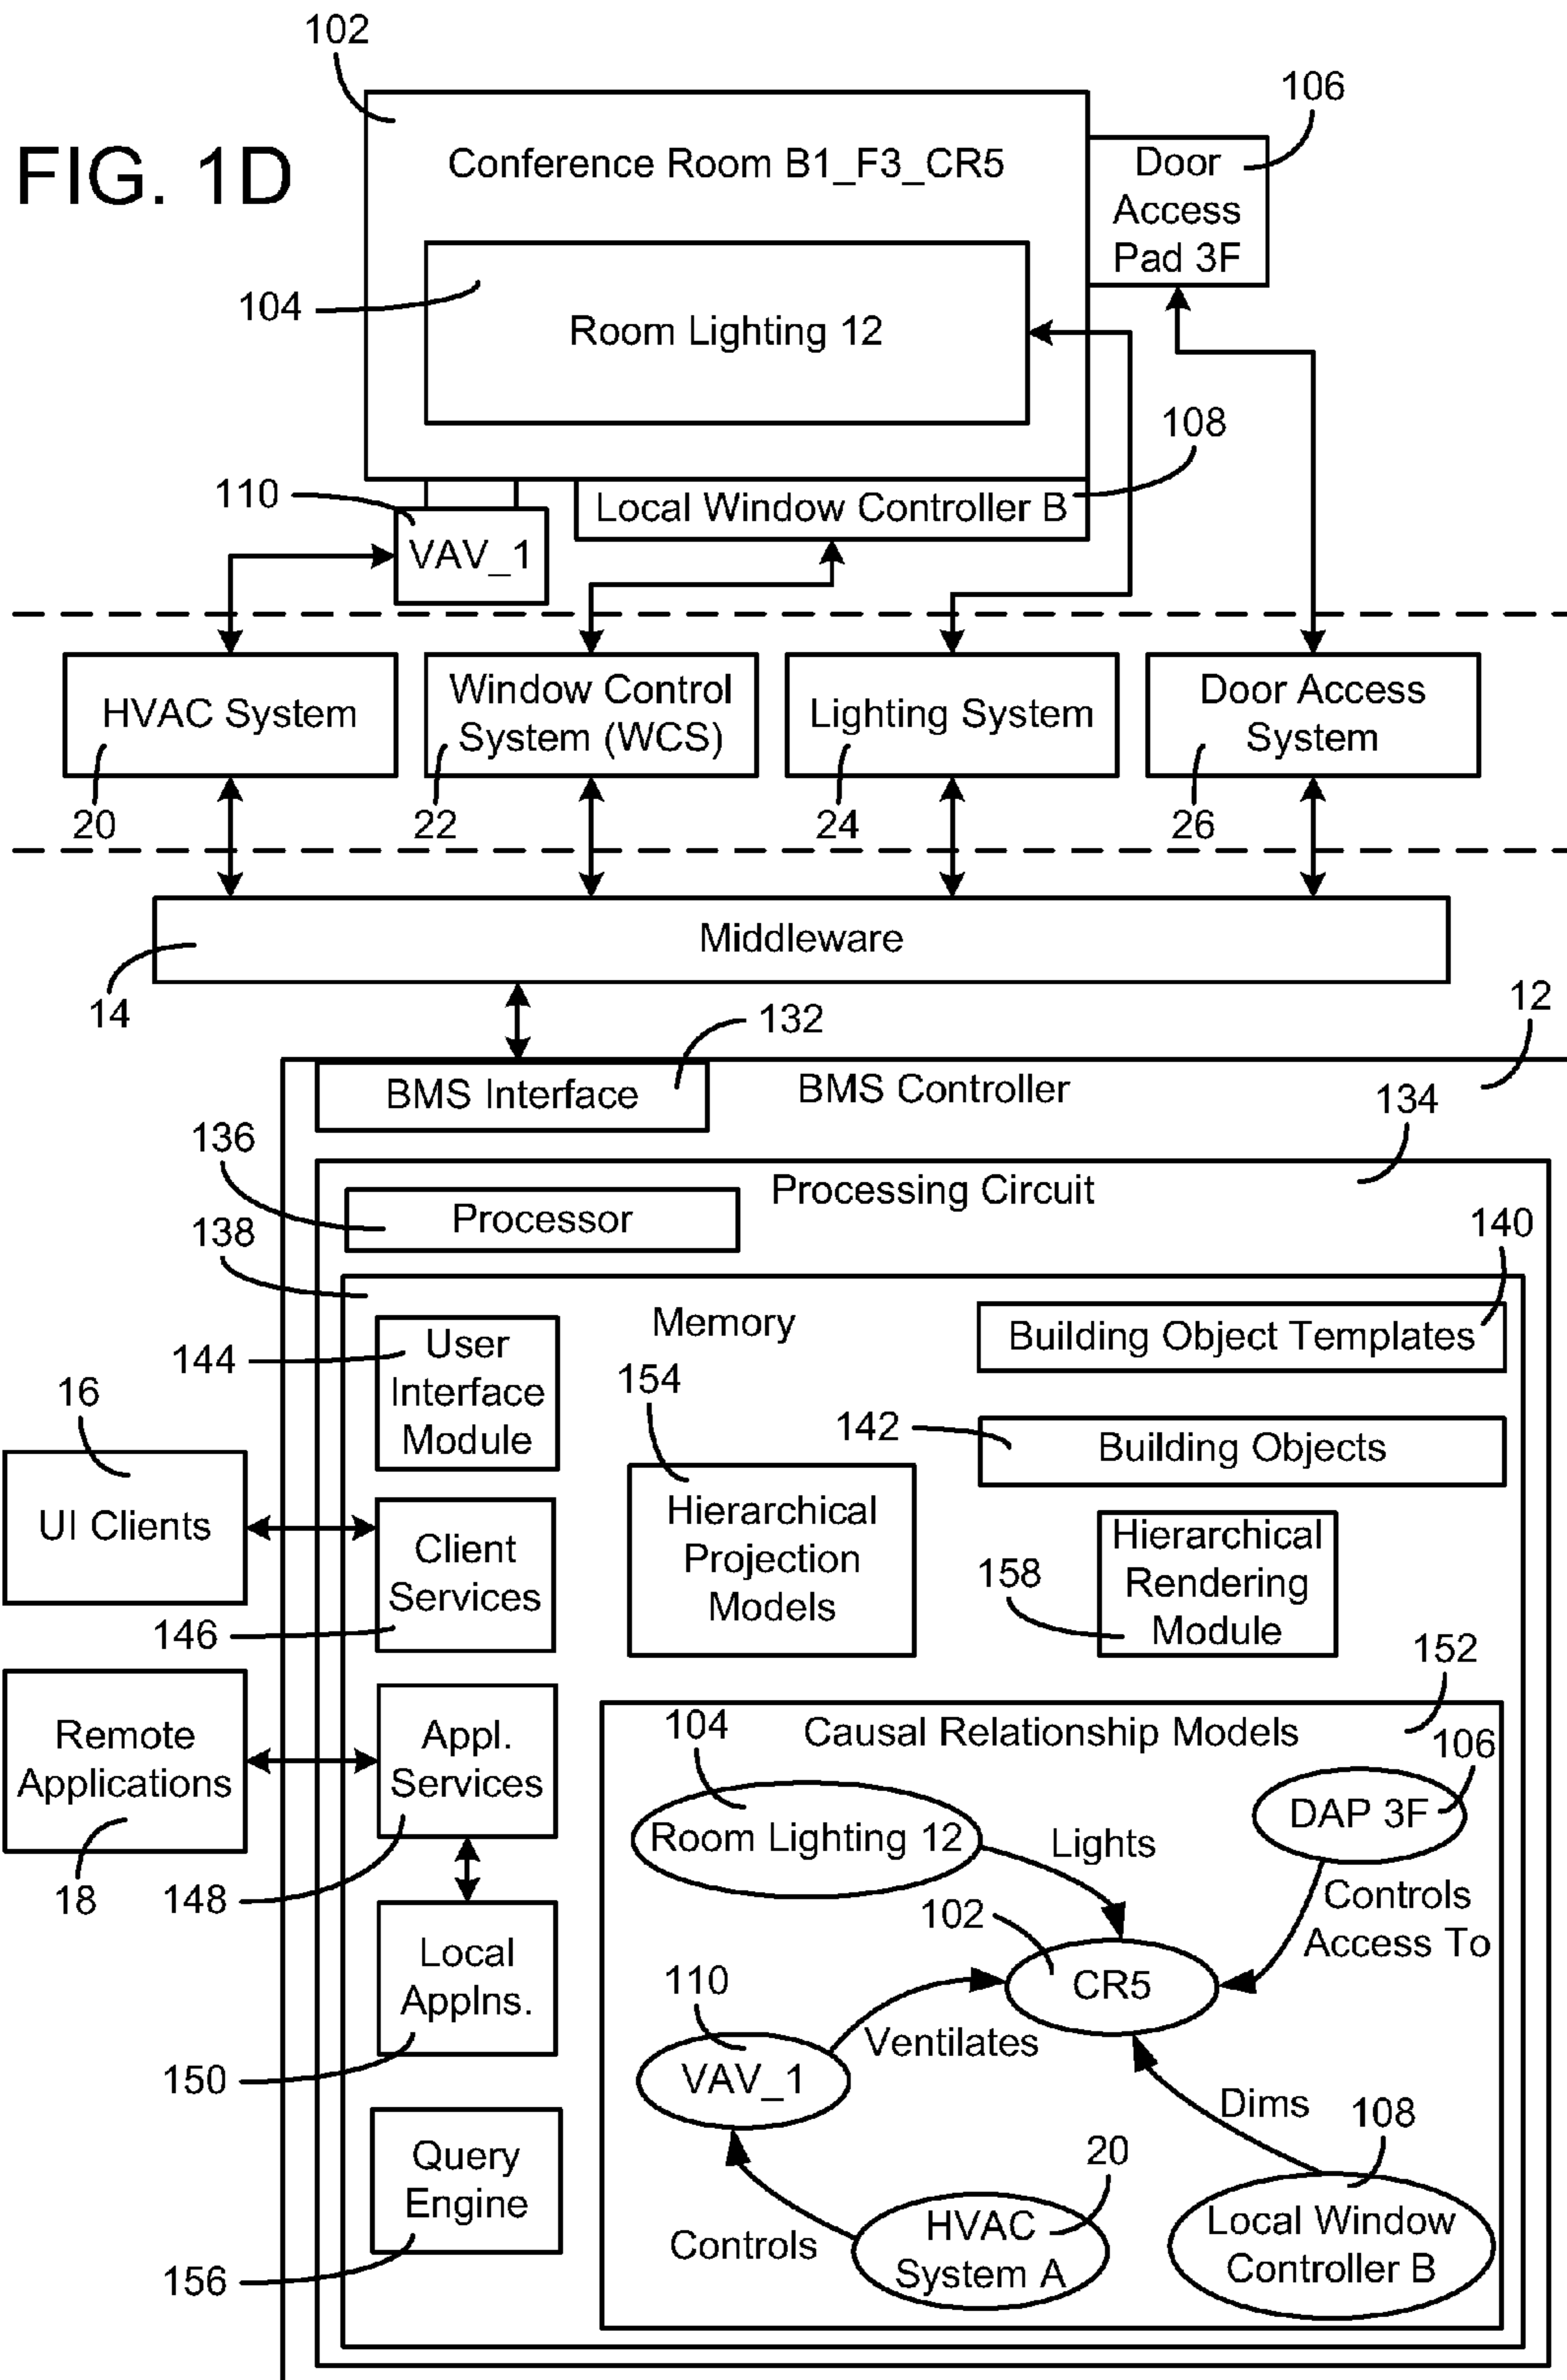 102
106
FIG. 1D
Conference Room B1_F3_CR5
Door
Access
Pad 3F
104
Room Lighting 12
108
110
Local Window Controller B
VAV_1
HVAC System
Window Control
System (WCS)
Lighting System
Door Access
System
20
22
24
26
Middleware
14
12
132
BMS Interface
BMS Controller
134
136
Processing Circuit
Processor
138
140
Memory
Building Object Templates
User
Interface
Module
144
154
16
142
Building Objects
UI Clients
Client
Services
Hierarchical
Projection
Models
Hierarchical
Rendering
Module
158
146
152
Remote
Applications
Appl.
Services
104
Causal Relationship Models
106
Room Lighting 12
DAP 3F
Lights
18
148
102
Controls
Access To
Local
Applns.
CR5
110
Ventilates
150
VAV_1
Dims
108
Query
Engine
20
HVAC
System A
Local Window
Controller B
Controls
156